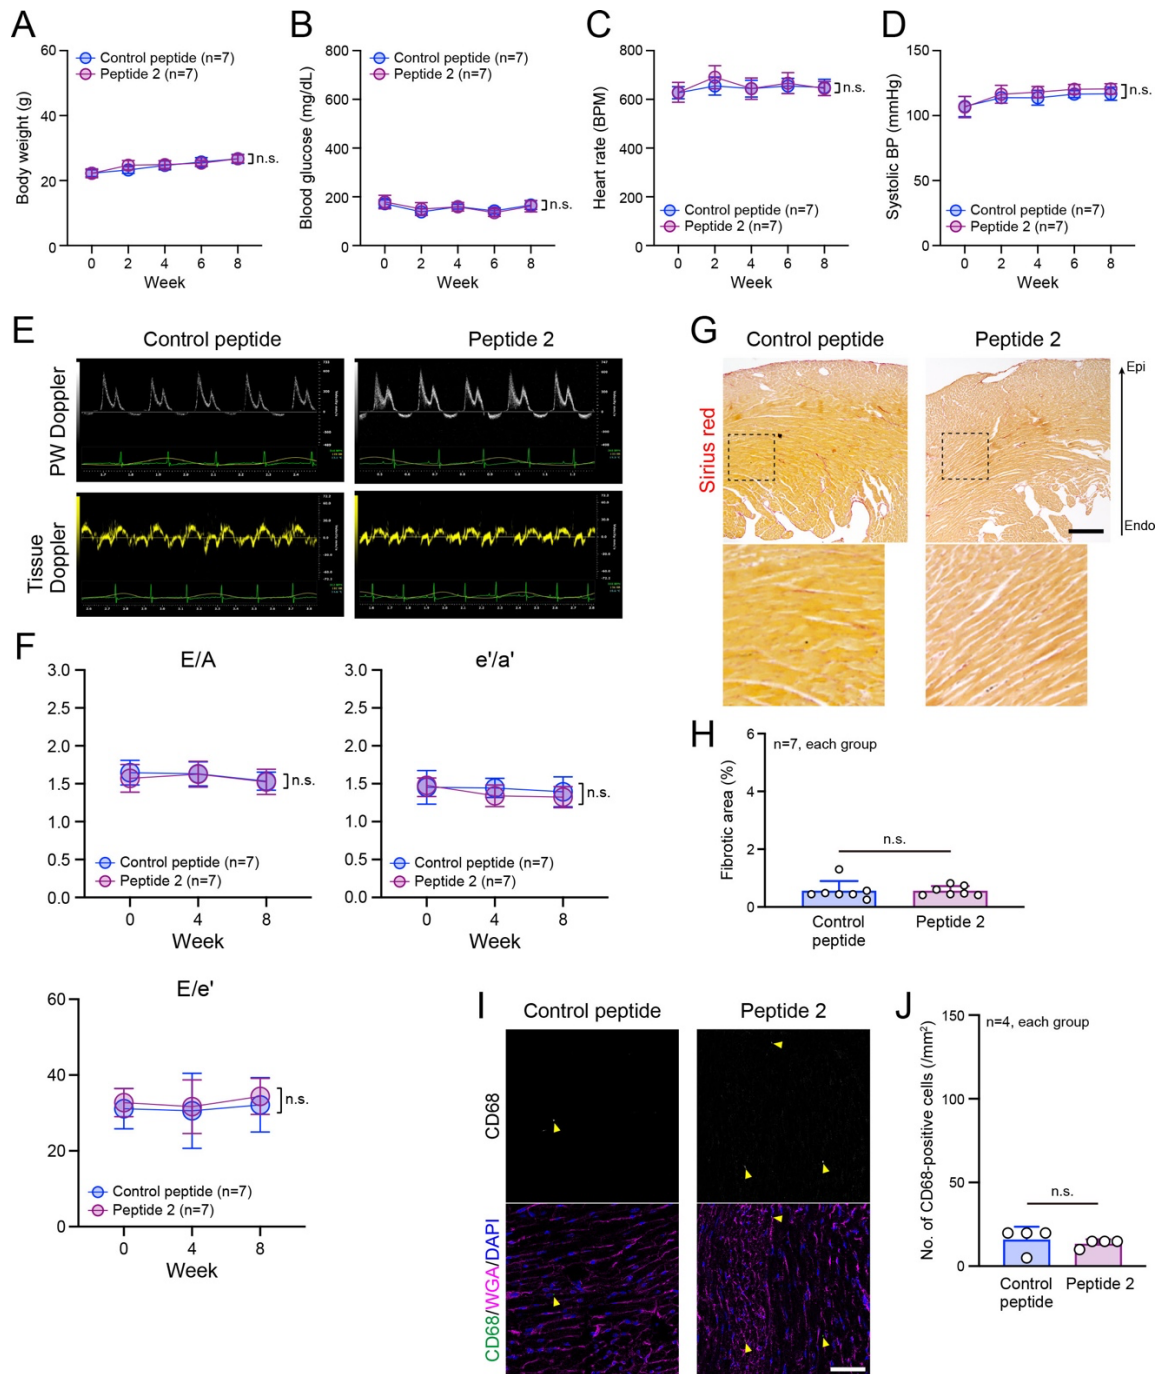 A
60
40
20
0
Body weight (g)
Control peptide (n=7)
Peptide 2 (n=7)
n.s.
0 2 4 6 8
Week
B
800
600
400
200
0
Blood glucose (mg/dL)
Control peptide (n=7)
Peptide 2 (n=7)
n.s.
0 2 4 6 8
Week
C
800
600
400
200
0
Heart rate (BPM)
n.s.
Control peptide (n=7)
Peptide 2 (n=7)
0 2 4 6 8
Week
D
150
100
50
0
Systolic BP (mmHg)
n.s.
Control peptide (n=7)
Peptide 2 (n=7)
0 2 4 6 8
Week
E
Control peptide
Peptide 2
PW Doppler
Tissue
Doppler
F
E/A
3.0
2.5
2.0
1.5
1.0
0.5
0.0
n.s.
Control peptide (n=7)
Peptide 2 (n=7)
0 4 8
Week
e'/a'
3.0
2.5
2.0
1.5
1.0
0.5
0.0
n.s.
Control peptide (n=7)
Peptide 2 (n=7)
0 4 8
Week
E/e'
60
40
20
0
n.s.
Control peptide (n=7)
Peptide 2 (n=7)
0 4 8
Week
G
Control peptide
Peptide 2
Sirius red
Epi
Endo
H
6
4
2
0
Fibrotic area (%)
n=7, each group
n.s.
Control
peptide
Peptide 2
I
Control peptide
Peptide 2
CD68
CD68/WGA/DAPI
J
150
100
50
0
No. of CD68-positive cells (/mm²)
n=4, each group
n.s.
Control
peptide
Peptide 2